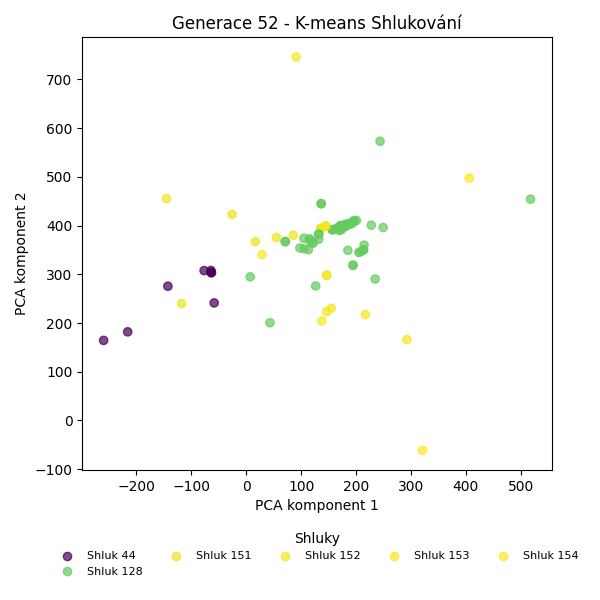 Generace 52 - K-means Shlukování
PCA komponent 2
700
600
500
400
300
200
100
0
−100
−200
−100
0
100
200
300
400
500
PCA komponent 1
Shluky
Shluk 44
Shluk 151
Shluk 152
Shluk 153
Shluk 154
Shluk 128